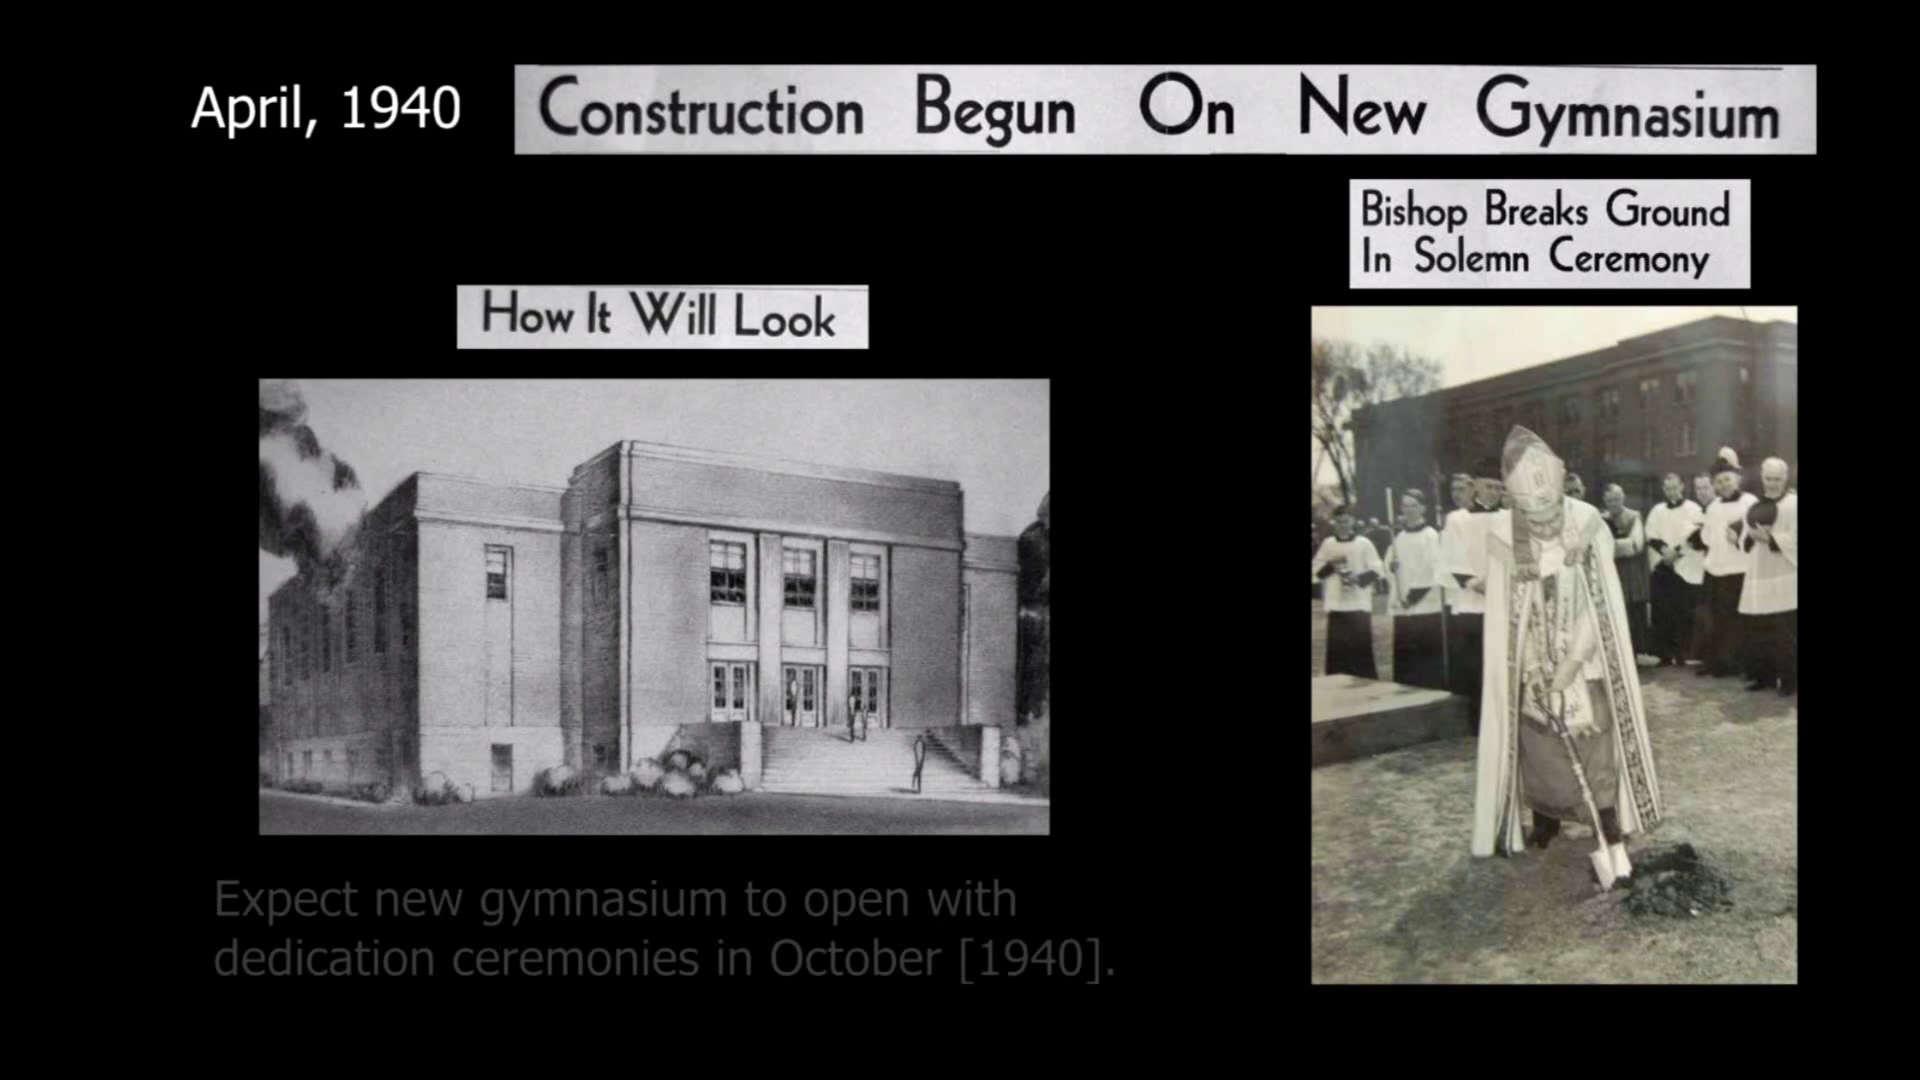 April, 1940
Construction Begun On New Gymnasium
Bishop Breaks Ground
In Solemn Ceremony
How It Will Look
Expect new gymnasium to open with
dedication ceremonies in October [1940].